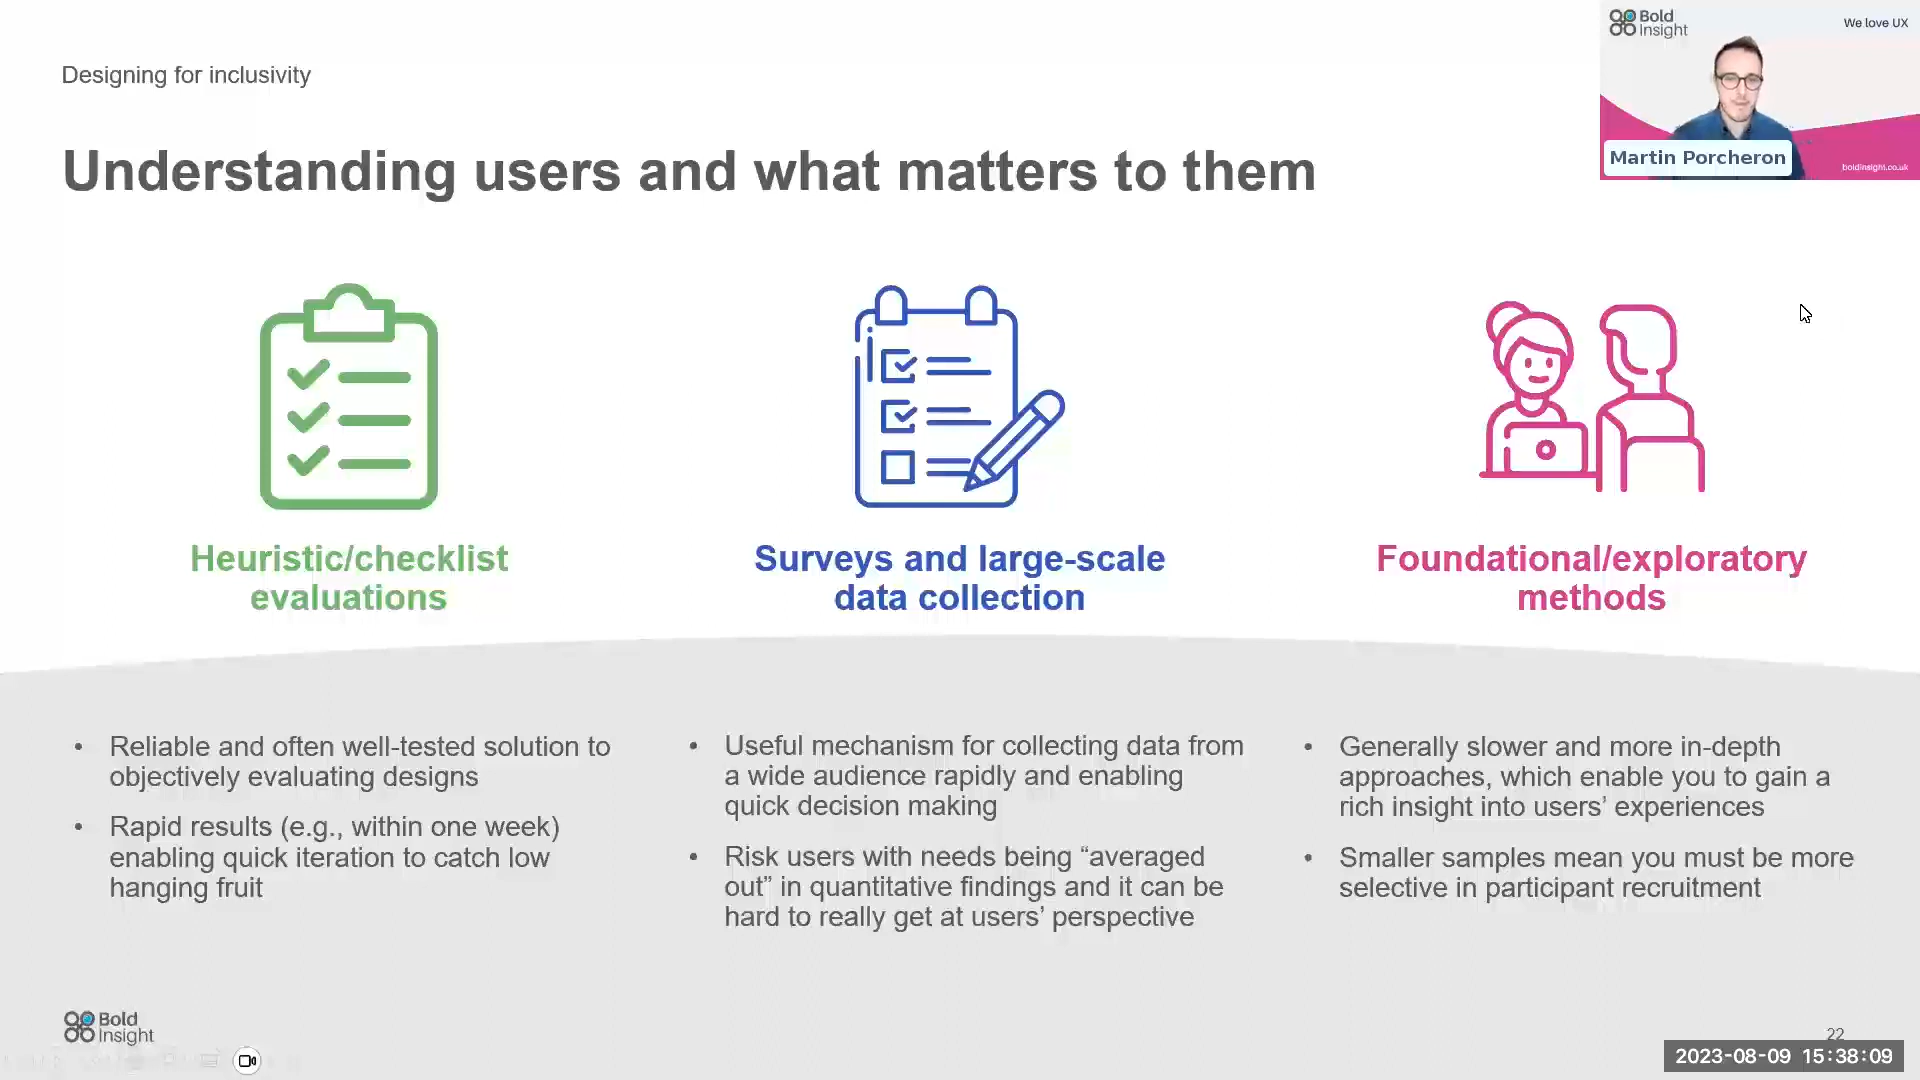 Designing for inclusivity
Understanding users and what matters to them
Bold
Insight
We love UX
Martin Porcheron
boldinsight.co.uk
Heuristic/checklist
evaluations
Surveys and large-scale
data collection
Foundational/exploratory
methods
• Reliable and often well-tested solution to
objectively evaluating designs
• Rapid results (e.g., within one week)
enabling quick iteration to catch low
hanging fruit
• Useful mechanism for collecting data from
a wide audience rapidly and enabling
quick decision making
• Risk users with needs being “averaged
out” in quantitative findings and it can be
hard to really get at users’ perspective
• Generally slower and more in-depth
approaches, which enable you to gain a
rich insight into users’ experiences
• Smaller samples mean you must be more
selective in participant recruitment
Bold
Insight
22
2023-08-09 15:38:09